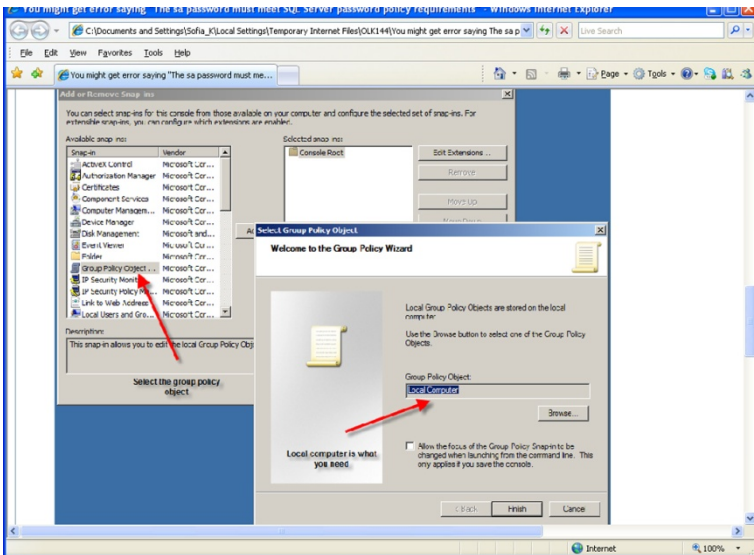 You might get error saying "The sa password must meet SQL Server password policy requirements" - Windows Internet Explorer
C:\Documents and Settings\Sofia_K\Local Settings\Temporary Internet Files\OLK144\You might get error saying The sa p
Live Search
File Edit View Favorites Tools Help
You might get error saying "The sa password must me...
Page Tools
Add or Remove Snap-ins
You can select snap-ins for this console from those available on your computer and configure the selected set of snap-ins. For
extensible snap-ins, you can configure which extensions are enabled.
Available snap-ins:
Selected snap-ins:
Snap-in Vendor
ActiveX Control Microsoft Cor...
Authorization Manager Microsoft Cor...
Certificates Microsoft Cor...
Component Services Microsoft Cor...
Computer Managem... Microsoft Cor...
Device Manager Microsoft Cor...
Disk Management Microsoft and...
Event Viewer Microsoft Cor...
Folder Microsoft Cor...
Group Policy Object ... Microsoft Cor...
IP Security Monit... Microsoft Cor...
IP Security Policy M... Microsoft Cor...
Link to Web Address Microsoft Cor...
Local Users and Gro... Microsoft Cor...
Console Root
Edit Extensions ...
Remove
Move Up
Description:
This snap-in allows you to edit the local Group Policy Obj
Select the group policy
object
Select Group Policy Object
Welcome to the Group Policy Wizard
Local Group Policy Objects are stored on the local
computer.
Use the Browse button to select one of the Group Policy
Objects.
Group Policy Object:
Local Computer
Browse...
Local computer is what
you need
Allow the focus of the Group Policy Snap-in to be
changed when launching from the command line. This
only applies if you save the console.
< Back Finish Cancel
Internet 100%